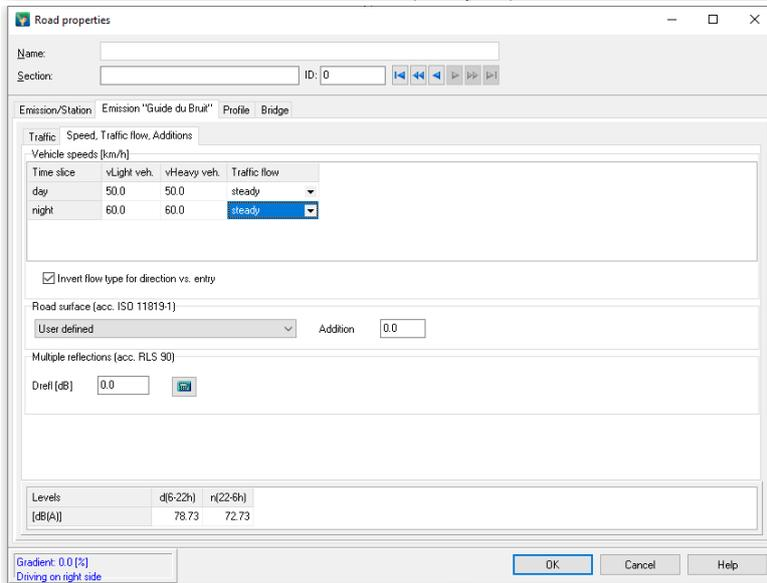 Road properties
Name:
Section: ID: 0
Emission/Station Emission "Guide du Bruit" Profile Bridge
Traffic Speed, Traffic flow, Additions
Vehicle speeds [km/h]
Time slice vLight veh. vHeavy veh. Traffic flow
day 50.0 50.0 steady
night 60.0 60.0 steady
Invert flow type for direction vs. entry
Road surface (acc. ISO 11819-1)
User defined Addition 0.0
Multiple reflections (acc. RLS 90)
Drefl [dB] 0.0
Levels d(6-22h) n(22-6h)
[dB(A)] 78.73 72.73
Gradient: 0.0 [%]
Driving on right side
OK Cancel Help